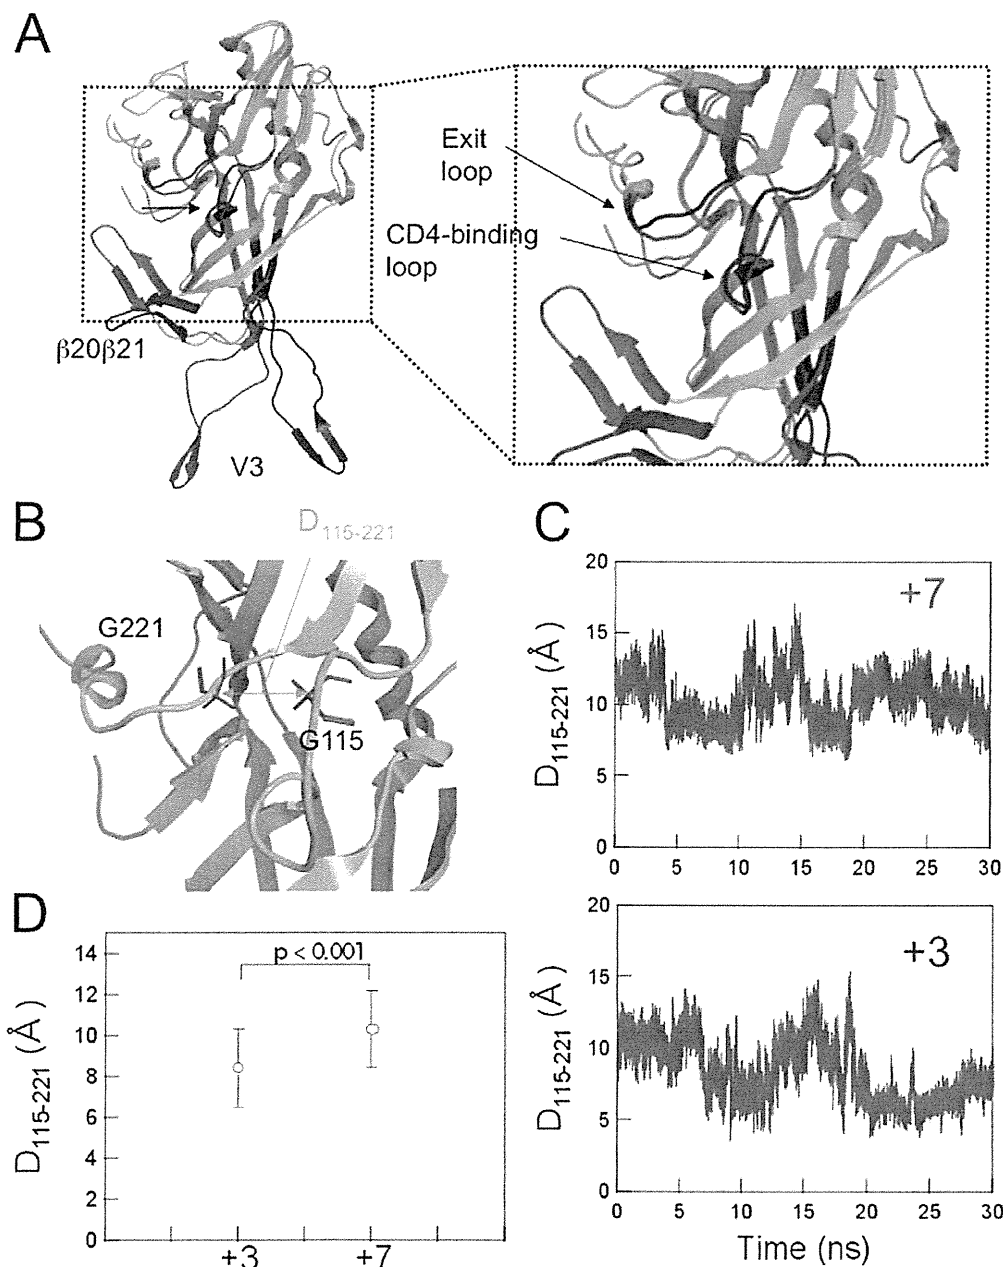 A
Exit
loop
CD4-binding
loop
β20β21
V3
B
D115-221
G221
G115
C
20
15
10
5
0
D115-221 (Å)
+7
0 5 10 15 20 25 30
20
15
10
5
0
D115-221 (Å)
+3
0 5 10 15 20 25 30
Time (ns)
D
14
12
10
8
6
4
2
0
D115-221 (Å)
p < 0.001
+3 +7